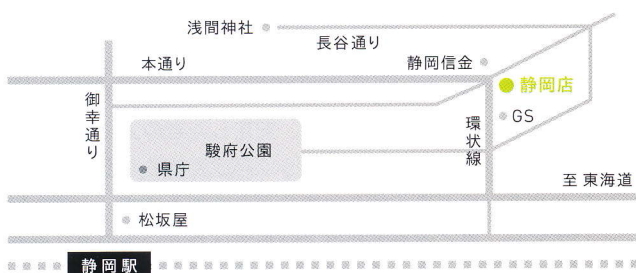 浅間神社
長谷通り
本通り
静岡信金
静岡店
御幸通り
GS
環状線
駿府公園
県庁
至 東海道
松坂屋
静岡駅